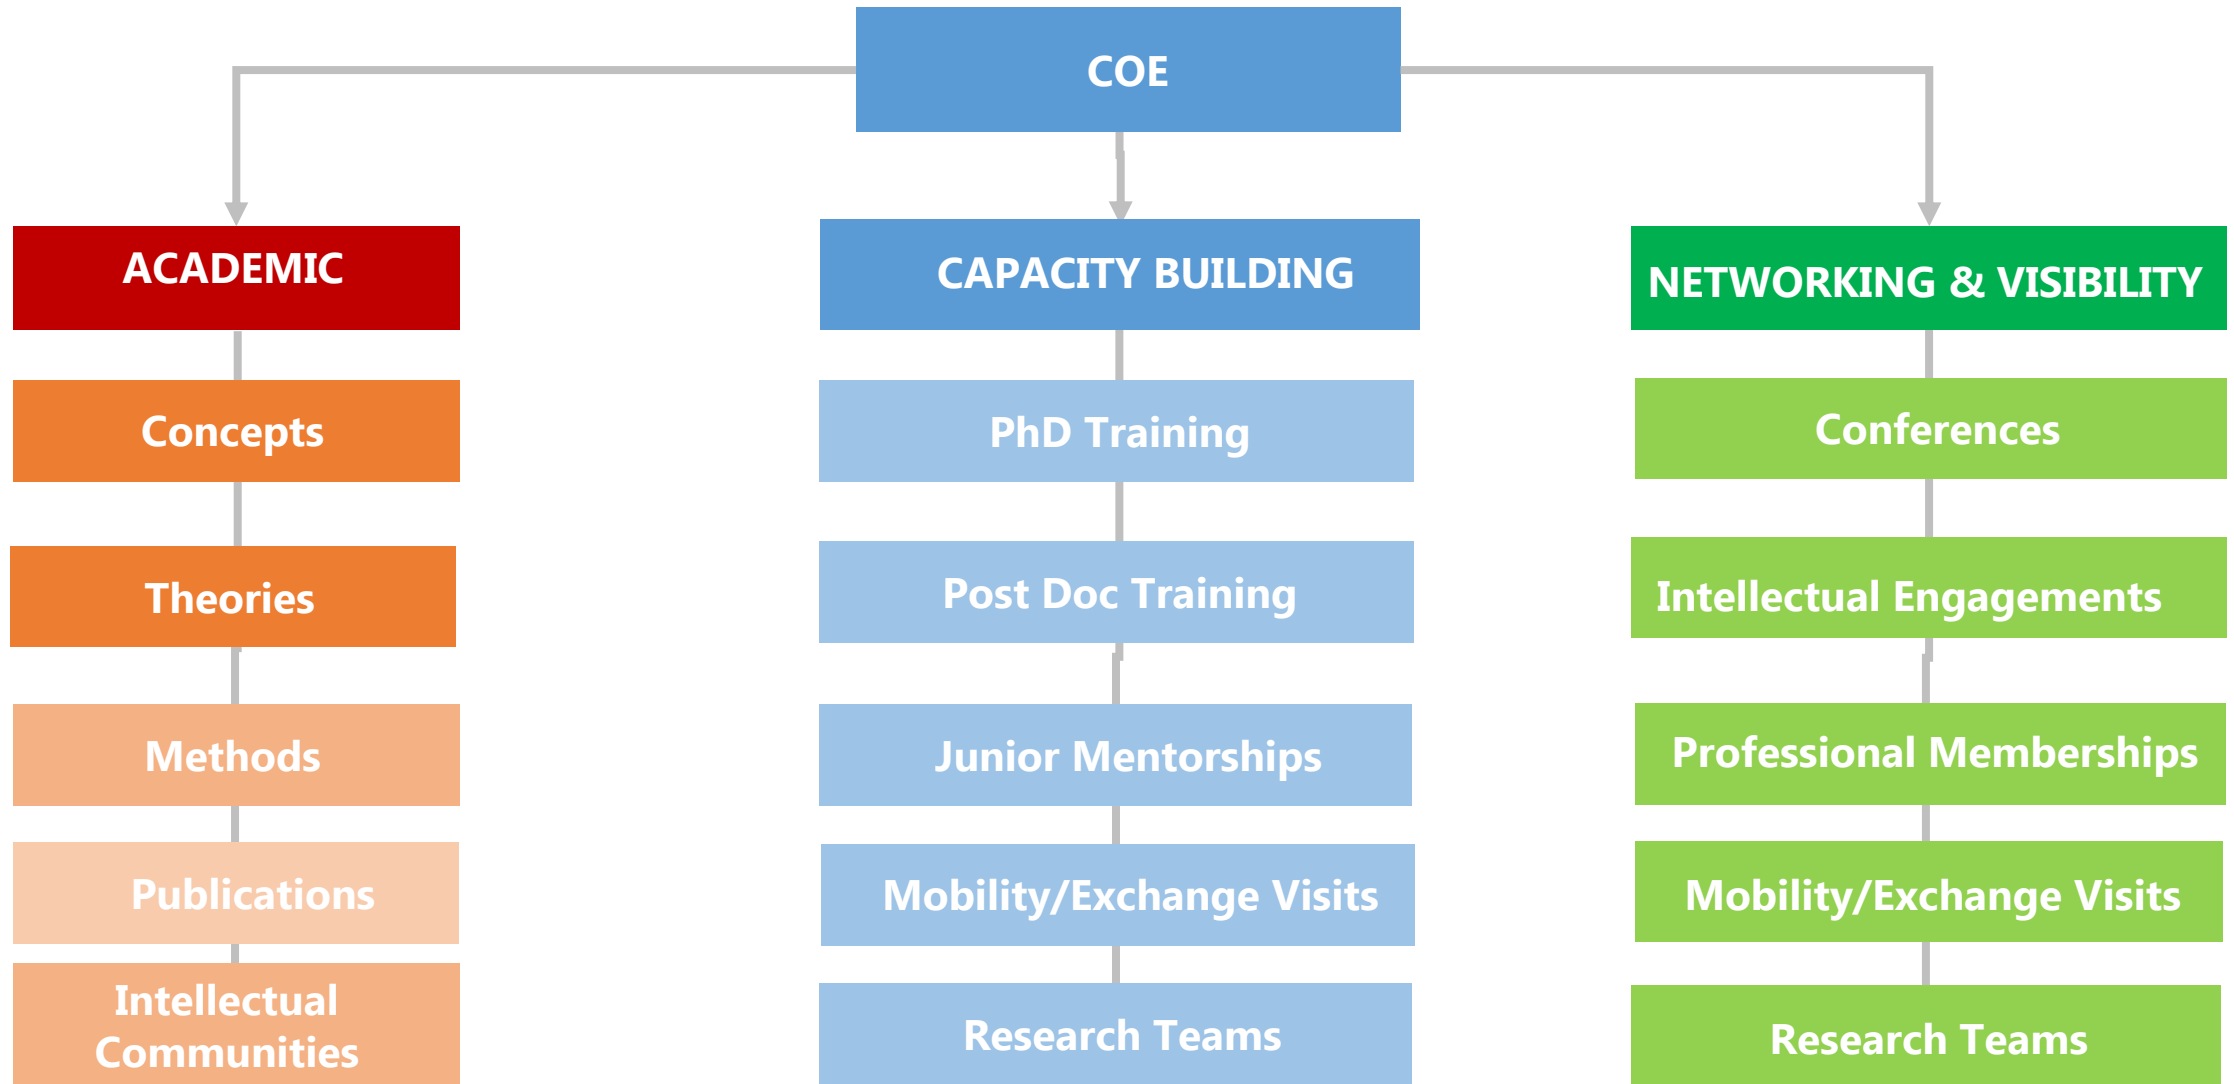 COE
ACADEMIC
CAPACITY BUILDING
NETWORKING & VISIBILITY
Concepts
PhD Training
Conferences
Theories
Post Doc Training
Intellectual Engagements
Methods
Junior Mentorships
Professional Memberships
Publications
Mobility/Exchange Visits
Mobility/Exchange Visits
Intellectual
Communities
Research Teams
Research Teams